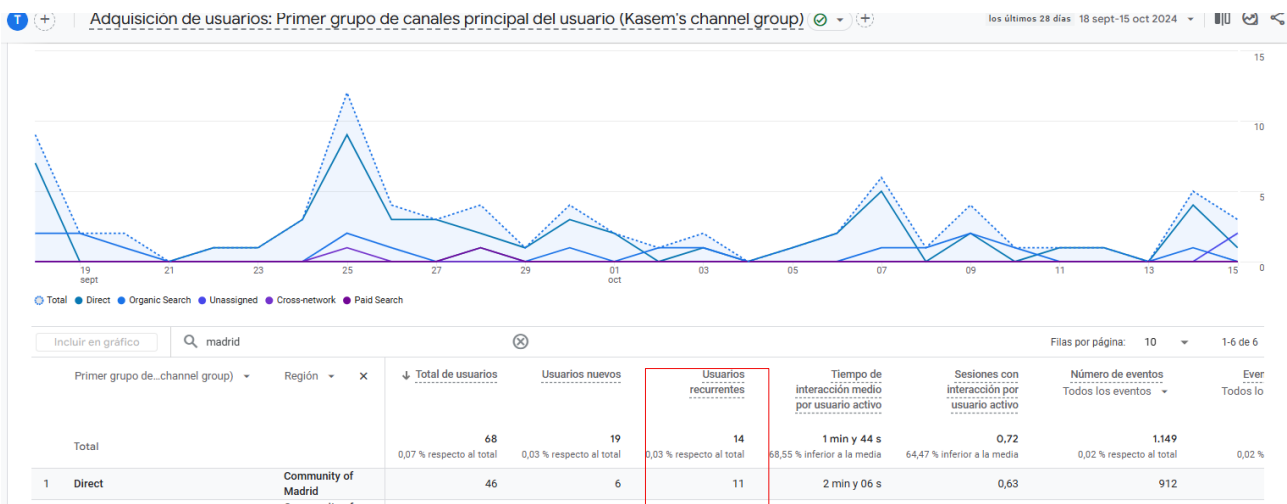 T
Adquisición de usuarios: Primer grupo de canales principal del usuario (Kasem's channel group)
los últimos 28 días 18 sept-15 oct 2024
15
10
5
0
19 sept
21
23
25
27
29
01 oct
03
05
07
09
11
13
15
Total Direct Organic Search Unassigned Cross-network Paid Search
Incluir en gráfico madrid Filas por página: 10 1-6 de 6
Primer grupo de...channel group) Región
Total de usuarios
Usuarios nuevos
Usuarios
recurrentes
Tiempo de
interacción medio
por usuario activo
Sesiones con
interacción por
usuario activo
Número de eventos
Todos los eventos
Ever
Todos lo
Total 68 19 14 1 min y 44 s 0,72 1.149
0,07 % respecto al total 0,03 % respecto al total 0,03 % respecto al total 68,55 % inferior a la media 64,47 % inferior a la media 0,02 % respecto al total 0,02 %
1 Direct Community of Madrid 46 6 11 2 min y 06 s 0,63 912